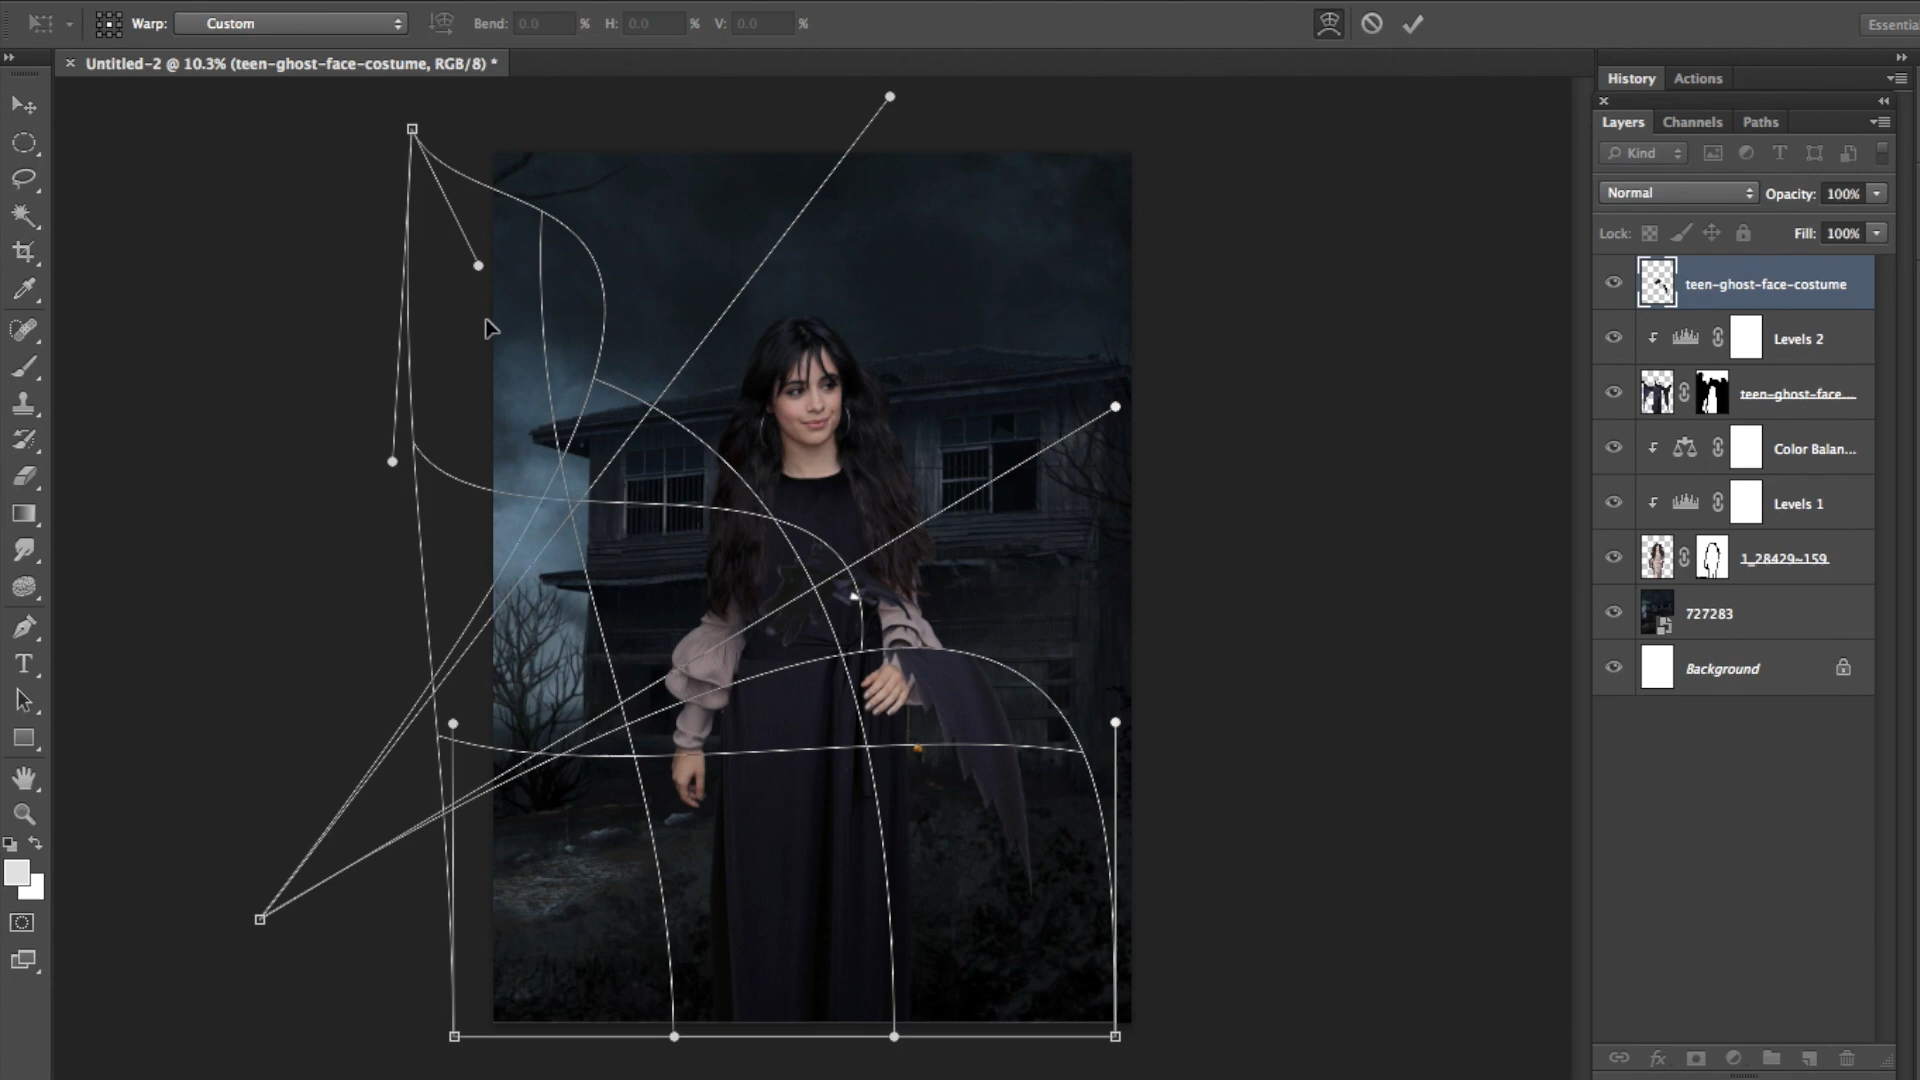 Warp: Custom Bend: 0.0 % H: 0.0 % V: 0.0 % Essentia
Untitled-2 @ 10.3% (teen-ghost-face-costume, RGB/8) *
History Actions
Layers Channels Paths
Kind
Normal Opacity: 100%
Lock: Fill: 100%
teen-ghost-face-costume
Levels 2
teen-ghost-face...
Color Balan...
Levels 1
1_28429~159
727283
Background
fx